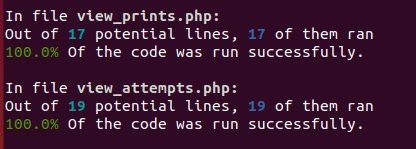 In file view_prints.php:
Out of 17 potential lines, 17 of them ran
100.0% Of the code was run successfully.
In file view_attempts.php:
Out of 19 potential lines, 19 of them ran
100.0% Of the code was run successfully.